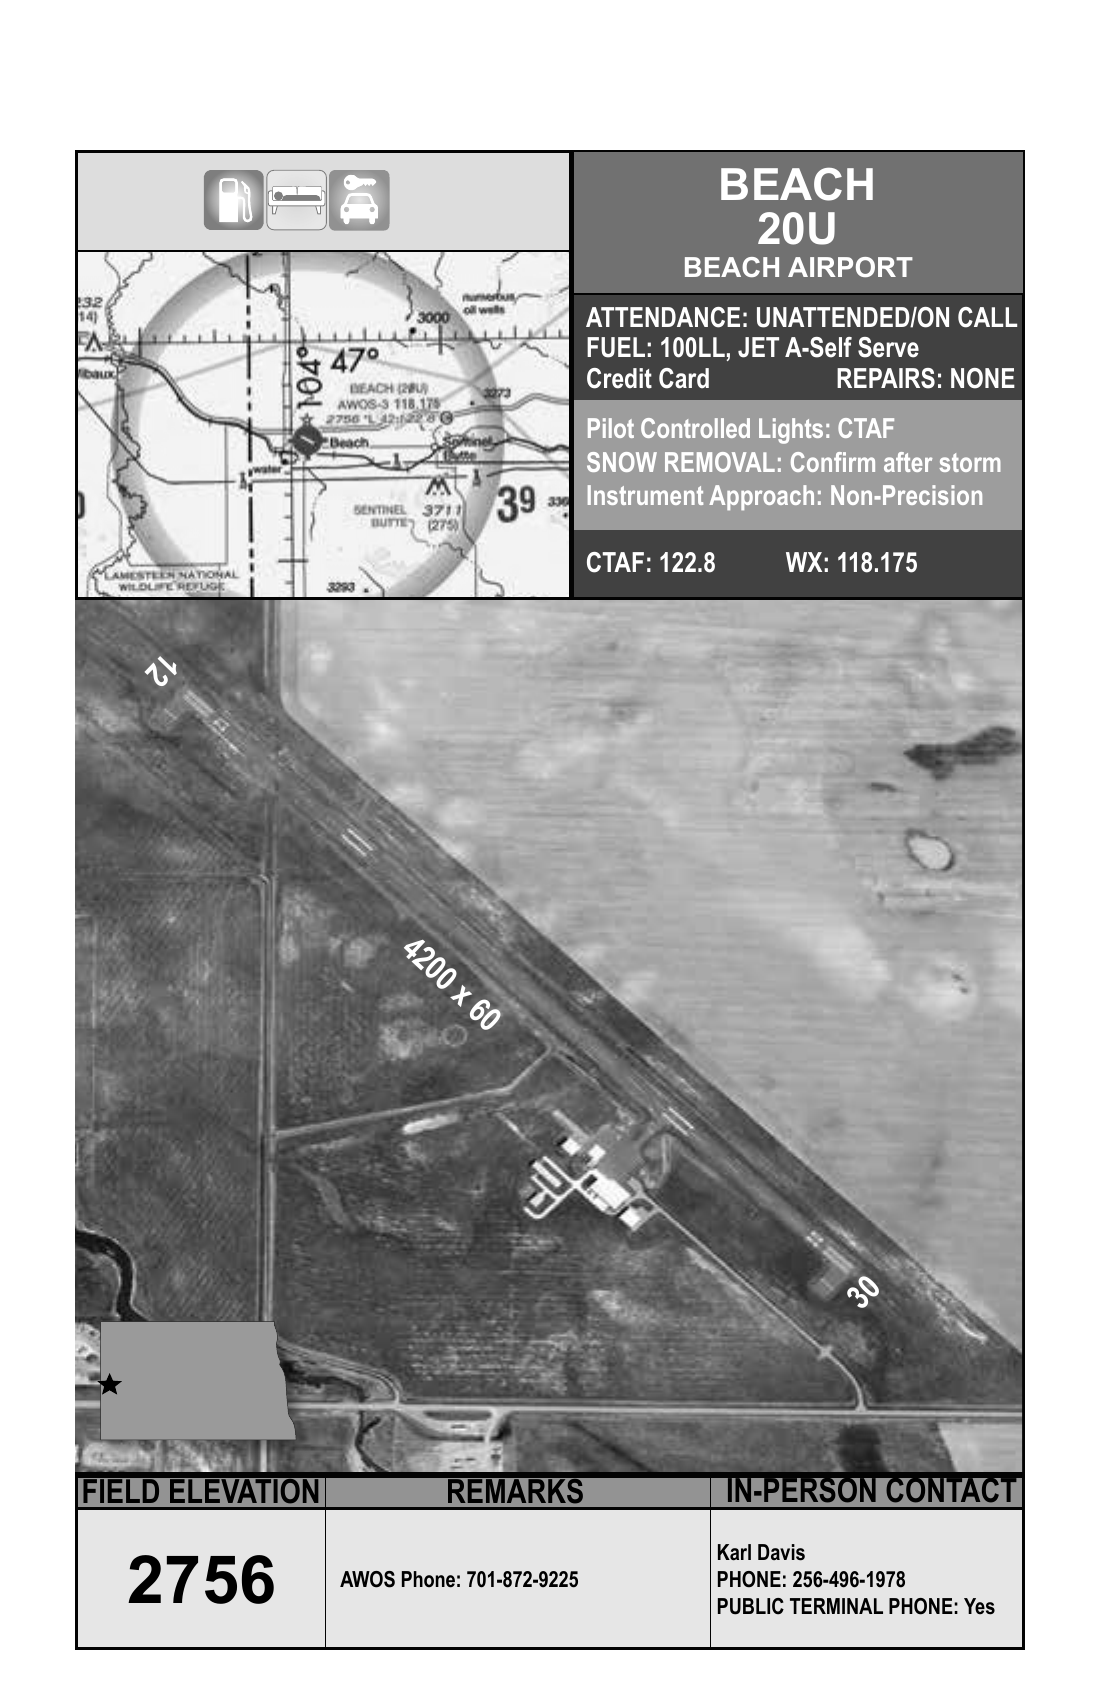 BEACH
20U
BEACH AIRPORT
ATTENDANCE: UNATTENDED/ON CALL
FUEL: 100LL, JET A-Self Serve
Credit Card REPAIRS: NONE
Pilot Controlled Lights: CTAF
SNOW REMOVAL: Confirm after storm
Instrument Approach: Non-Precision
CTAF: 122.8 WX: 118.175
numerous
oil wells
3000
104°
47°
BEACH (20U)
AWOS-3 118.175
3273
2756 *L 42 122.8 C
Beach
Sentinel
Butte
water
39
SENTINEL
BUTTE
3711
(275)
LAMESTEEN NATIONAL
WILDLIFE REFUGE
3293
12
4200 x 60
30
FIELD ELEVATION
REMARKS
IN-PERSON CONTACT
2756
AWOS Phone: 701-872-9225
Karl Davis
PHONE: 256-496-1978
PUBLIC TERMINAL PHONE: Yes